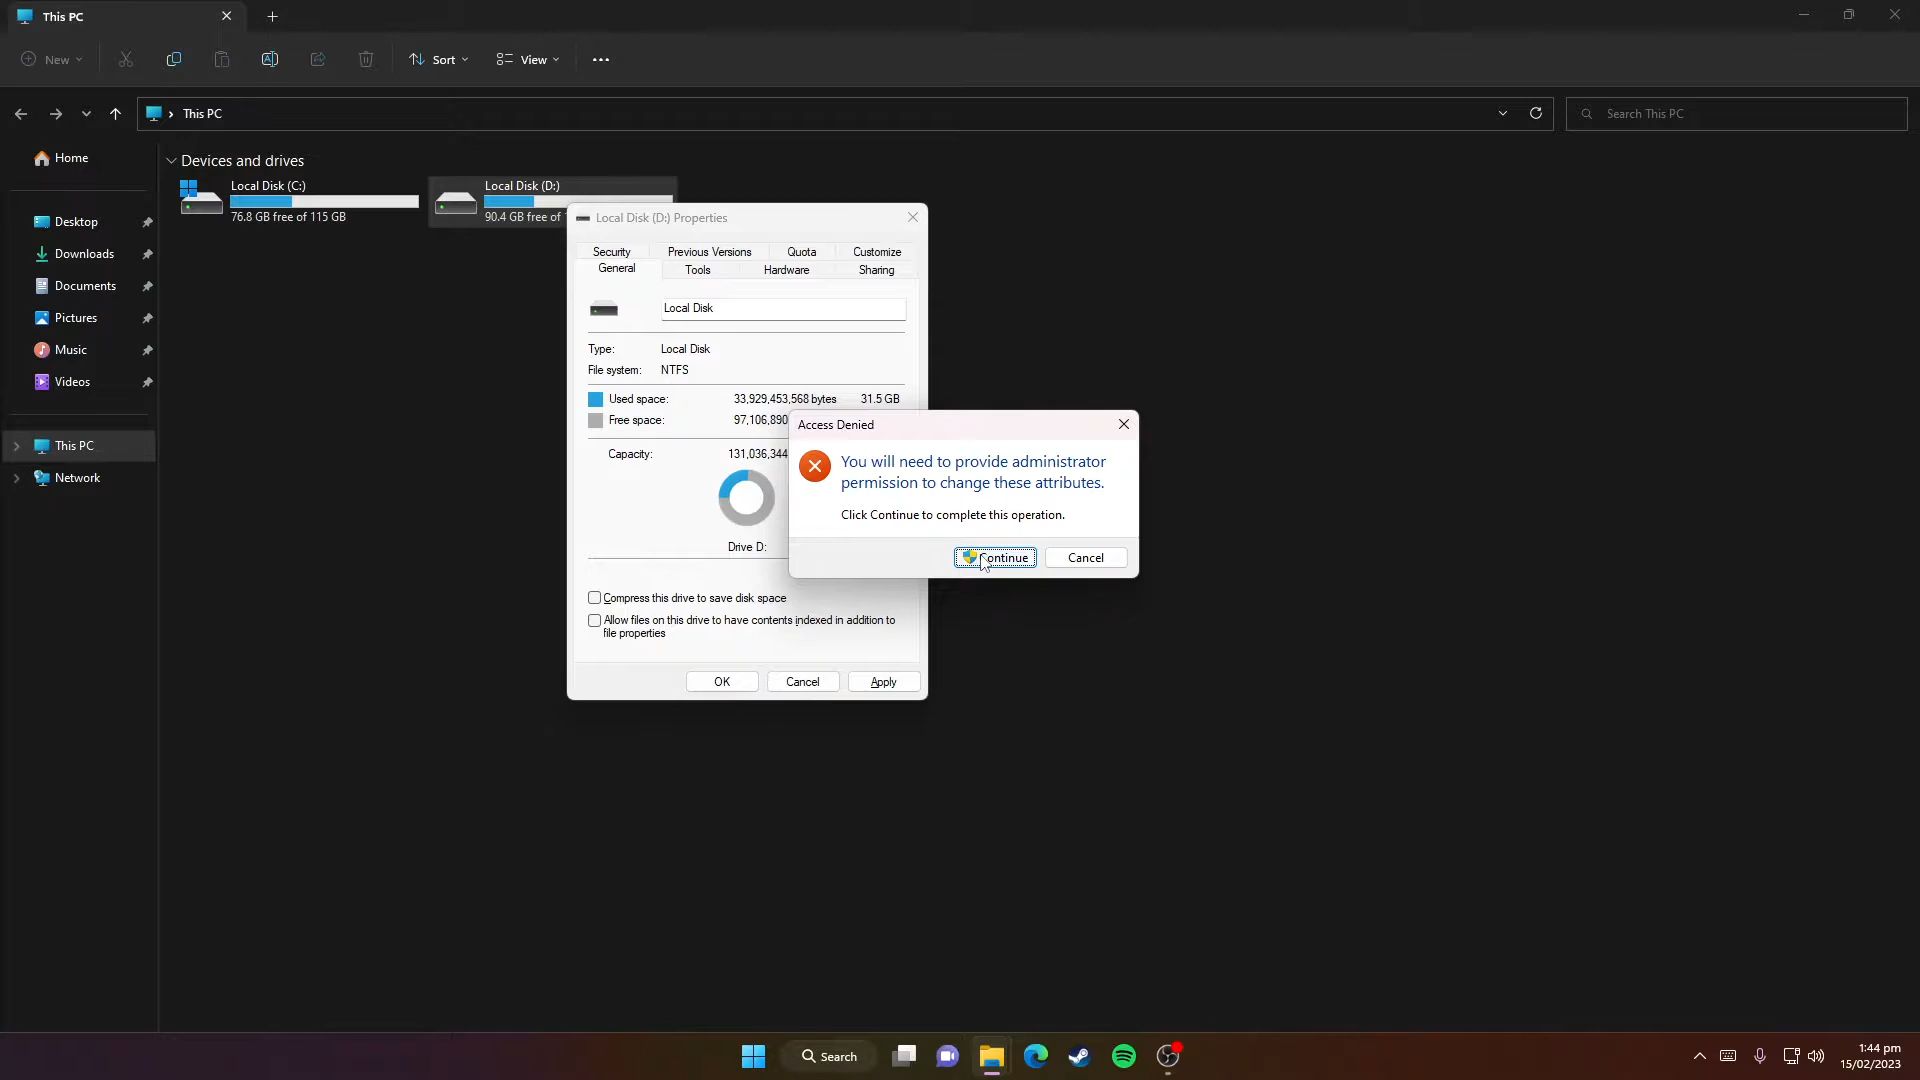 This PC
New
Sort
View
This PC
Search This PC
Home
Desktop
Downloads
Documents
Pictures
Music
Videos
This PC
Network
Devices and drives
Local Disk (C:)
76.8 GB free of 115 GB
Local Disk (D:)
90.4 GB free of
Local Disk (D:) Properties
Security Previous Versions Quota Customize
General Tools Hardware Sharing
Local Disk
Type: Local Disk
File system: NTFS
Used space: 33,929,453,568 bytes 31.5 GB
Free space: 97,106,890
Capacity: 131,036,344
Drive D:
Compress this drive to save disk space
Allow files on this drive to have contents indexed in addition to
file properties
OK Cancel Apply
Access Denied
You will need to provide administrator
permission to change these attributes.
Click Continue to complete this operation.
Continue Cancel
Search
1:44 pm
15/02/2023